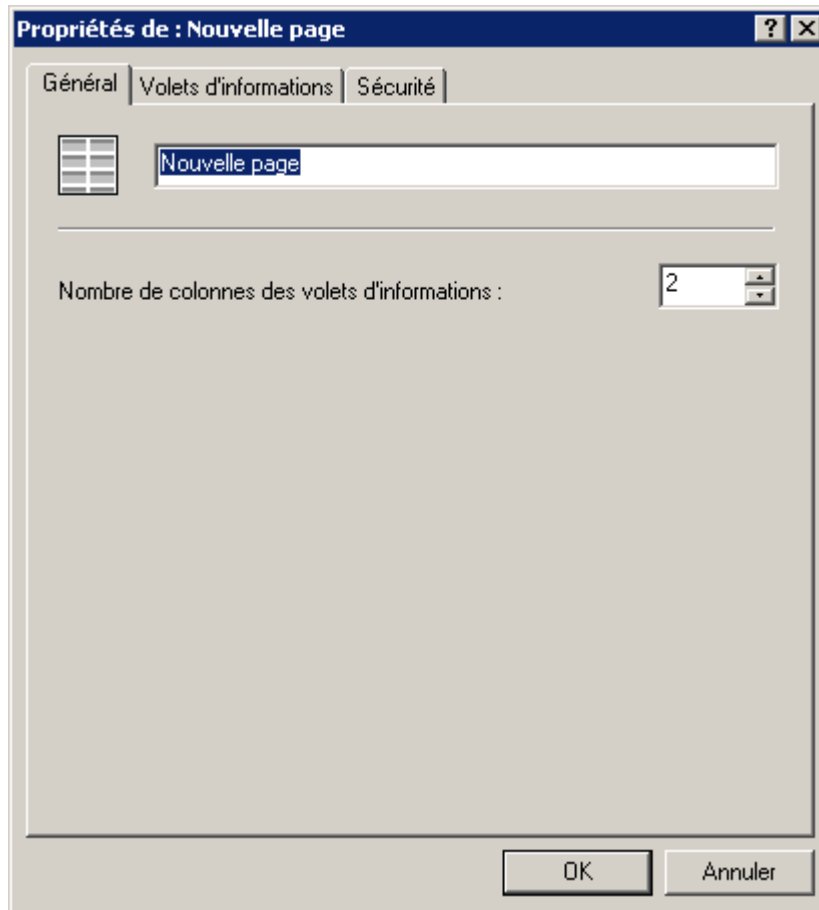 Propriétés de : Nouvelle page
Général Volets d'informations Sécurité
Nouvelle page
Nombre de colonnes des volets d'informations : 2
OK Annuler